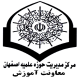 مرکز مدیریت حوزه علمیه اصفهان
معاونت آموزش